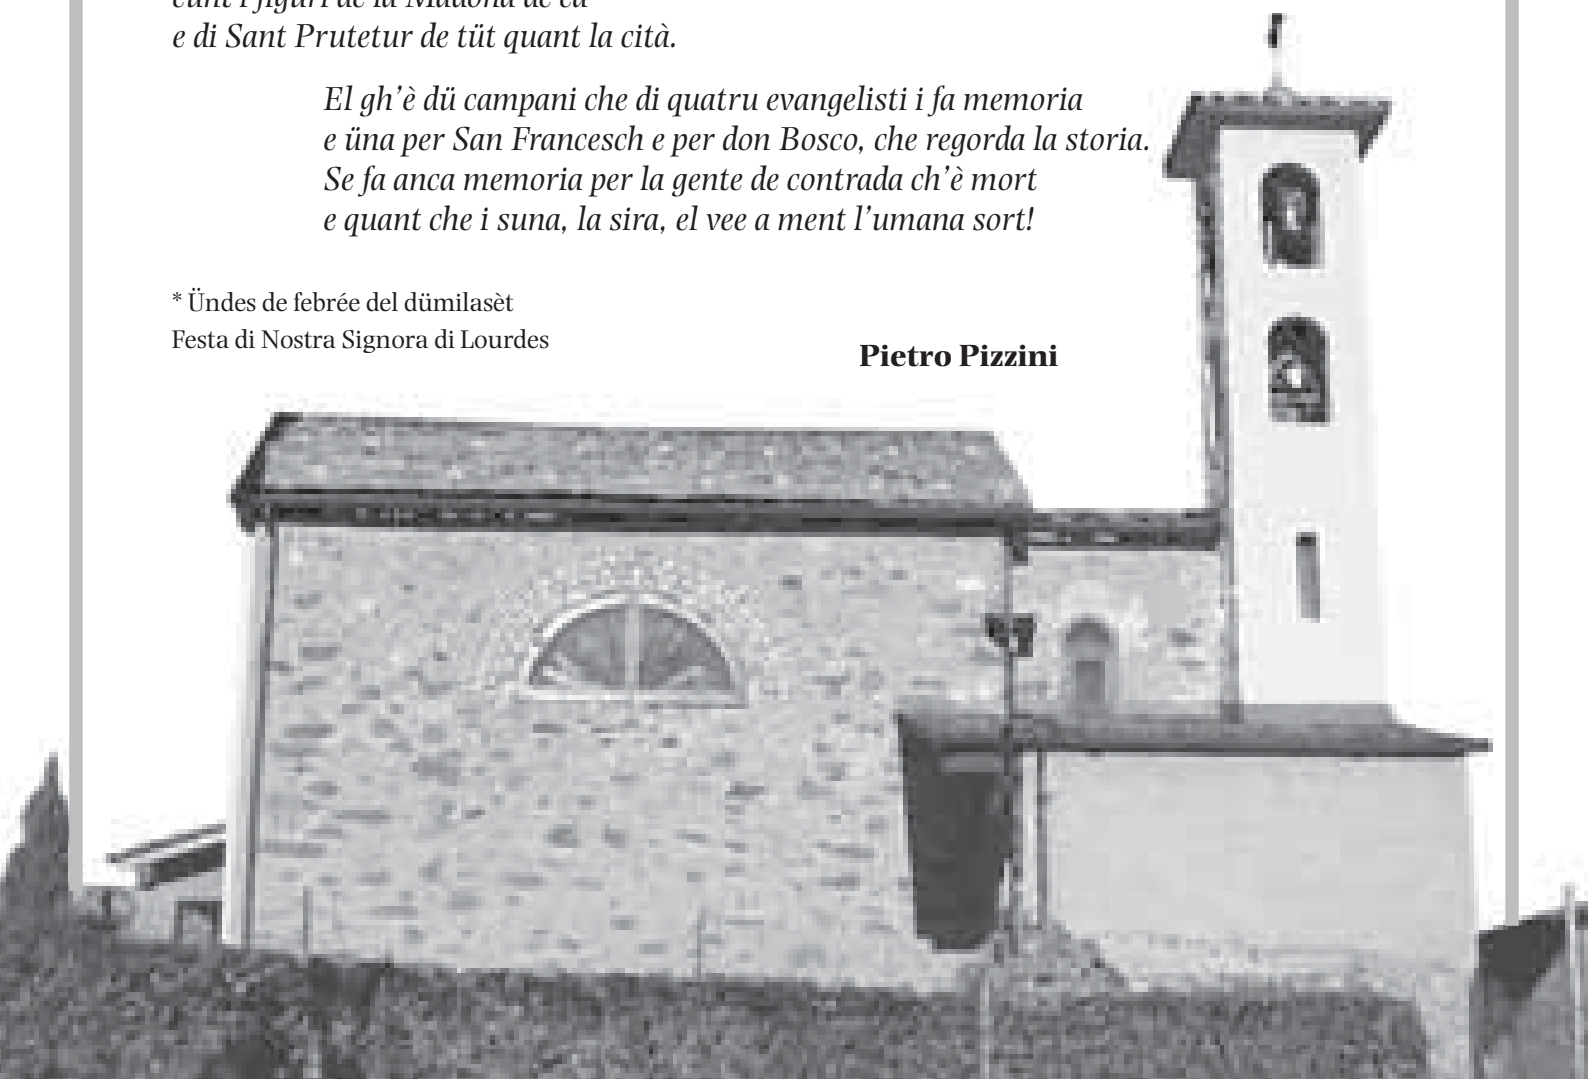 e di Sant Prutetur de tüt quant la cità.
El gh’è dü campani che di quatru evangelisti i fa memoria
e üna per San Francesch e per don Bosco, che regorda la storia.
Se fa anca memoria per la gente de contrada ch’è mort
e quant che i suna, la sira, el vee a ment l’umana sort!
* Ündes de febrée del dümilasèt
Festa di Nostra Signora di Lourdes
Pietro Pizzini